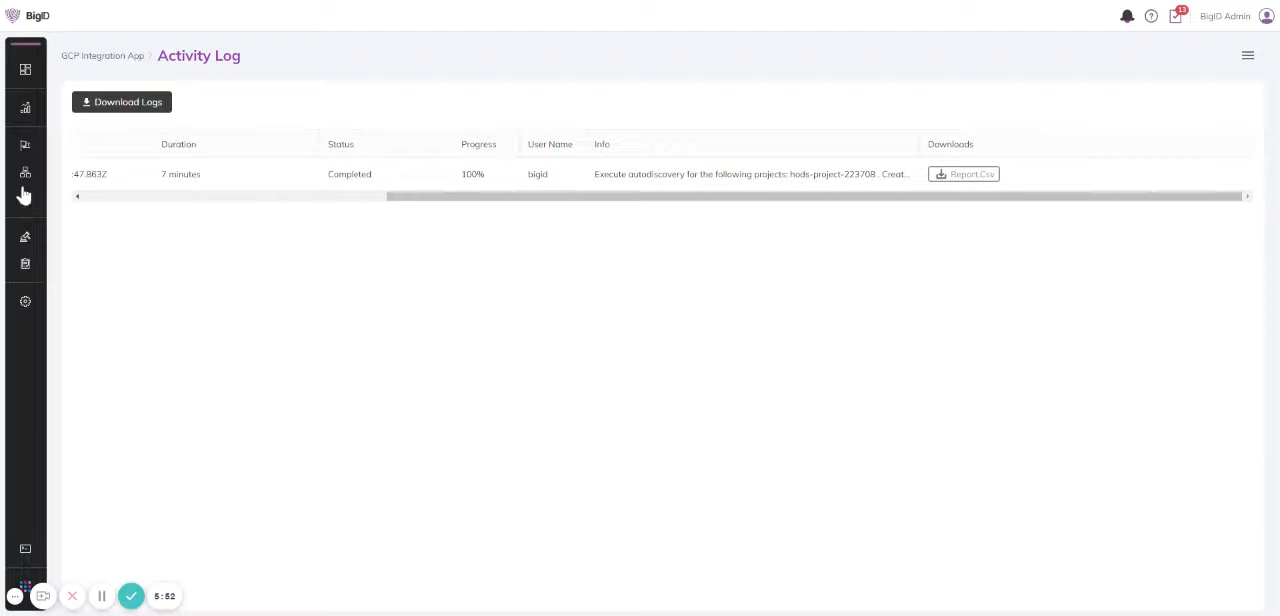 BigID
13
BigID Admin
GCP Integration App > Activity Log
Download Logs
Duration Status Progress User Name Info Downloads
:47.863Z 7 minutes Completed 100% bigid Execute autodiscovery for the following projects: hods-project-223708 . Creat... Report.Csv
5:52